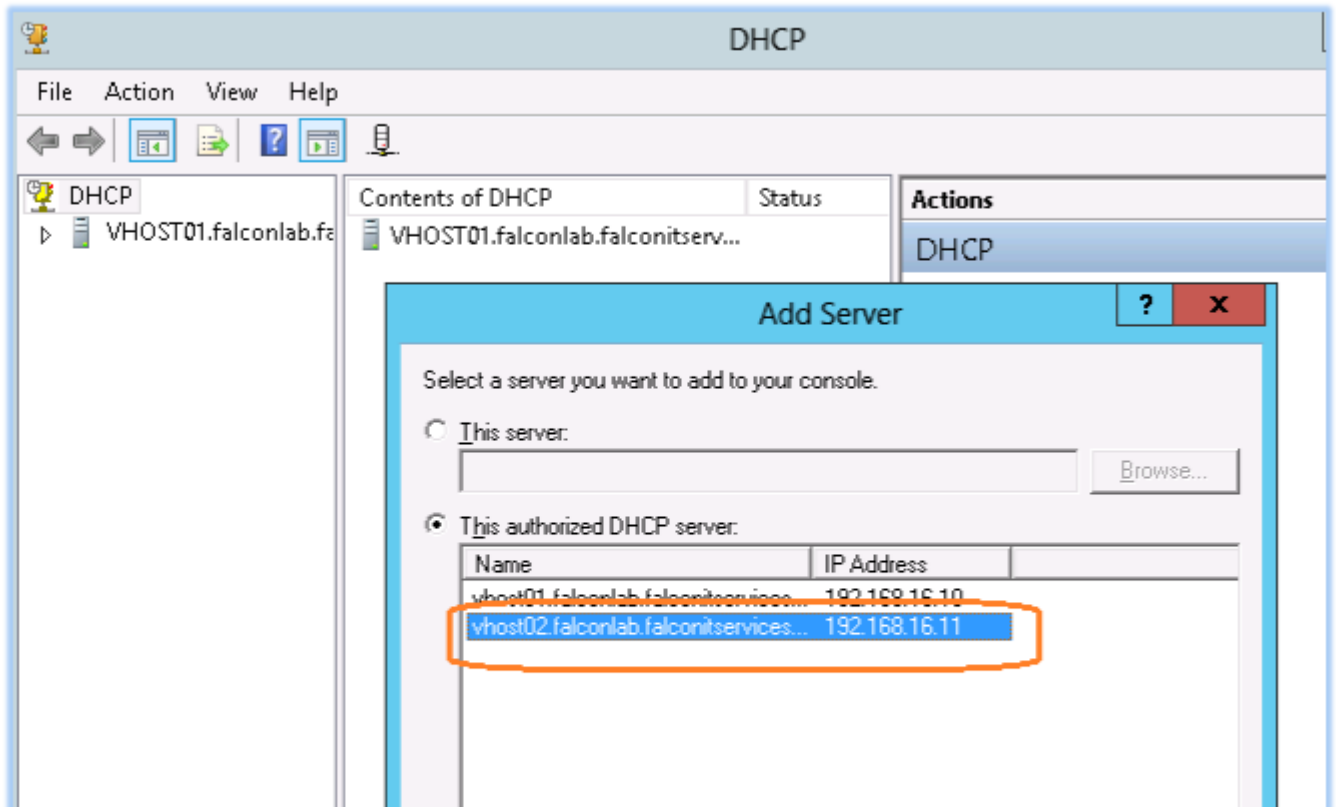 DHCP
File Action View Help
DHCP
VHOST01.falconlab.fa
Contents of DHCP Status
VHOST01.falconlab.falconitserv...
Actions
DHCP
Add Server ? x
Select a server you want to add to your console.
This server:
Browse...
This authorized DHCP server:
Name IP Address
vhost01.falconlab.falconitservices... 192.168.16.10
vhost02.falconlab.falconitservices... 192.168.16.11